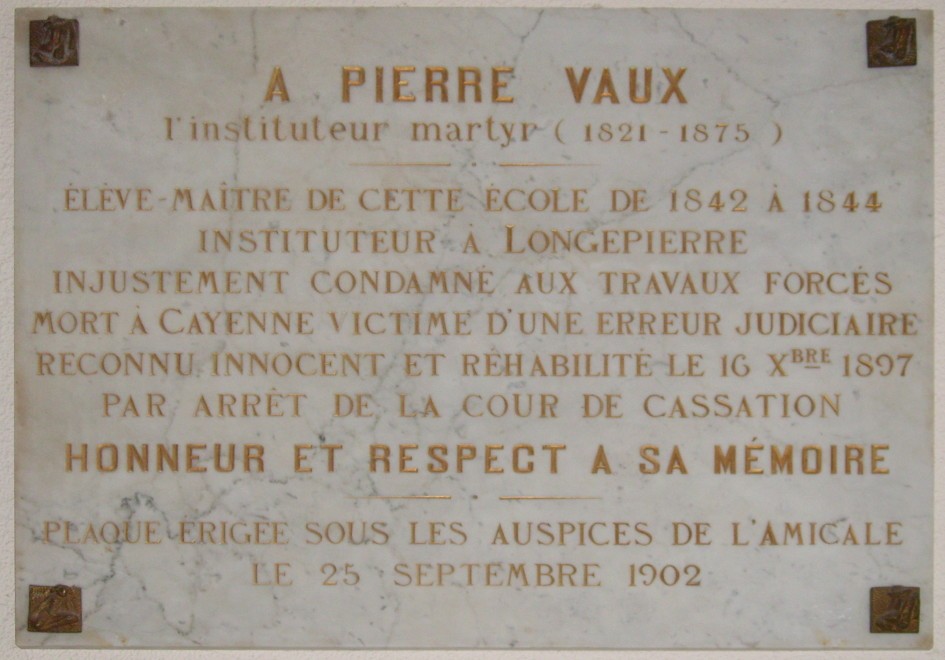 A PIERRE VAUX
l'instituteur martyr ( 1821 - 1875 )
ÉLÈVE-MAÎTRE DE CETTE ÉCOLE DE 1842 À 1844
INSTITUTEUR À LONGEPIERRE
INJUSTEMENT CONDAMNÉ AUX TRAVAUX FORCÉS
MORT À CAYENNE VICTIME D'UNE ERREUR JUDICIAIRE
RECONNU INNOCENT ET RÉHABILITÉ LE 16 XBRE 1897
PAR ARRÊT DE LA COUR DE CASSATION
HONNEUR ET RESPECT A SA MÉMOIRE
PLAQUE ÉRIGÉE SOUS LES AUSPICES DE L'AMICALE
LE 25 SEPTEMBRE 1902